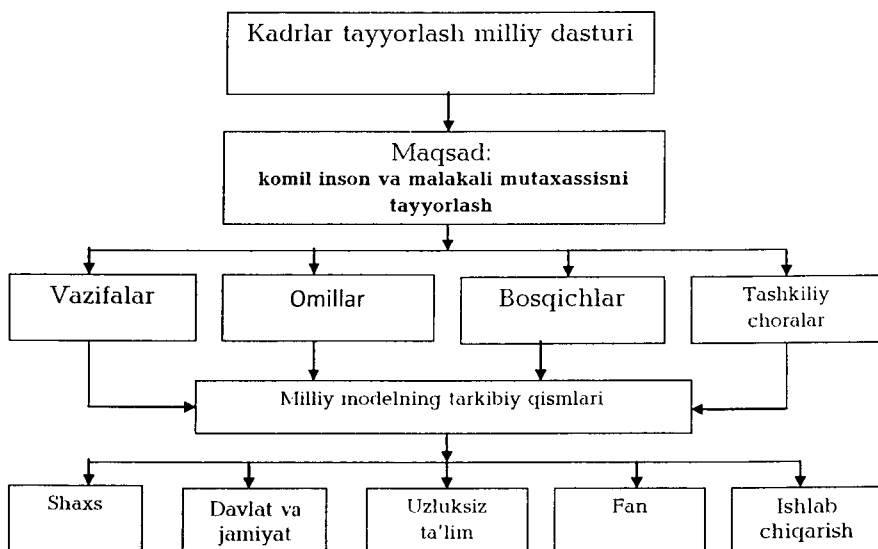 Kadrlar tayyorlash milliy dasturi
Maqsad:
komil inson va malakali mutaxassisni
tayyorlash
Vazifalar
Omillar
Bosqichlar
Tashkiliy
choralar
Milliy modelning tarkibiy qismlari
Shaxs
Davlat va
jamiyat
Uzluksiz
ta'lim
Fan
Ishlab
chiqarish